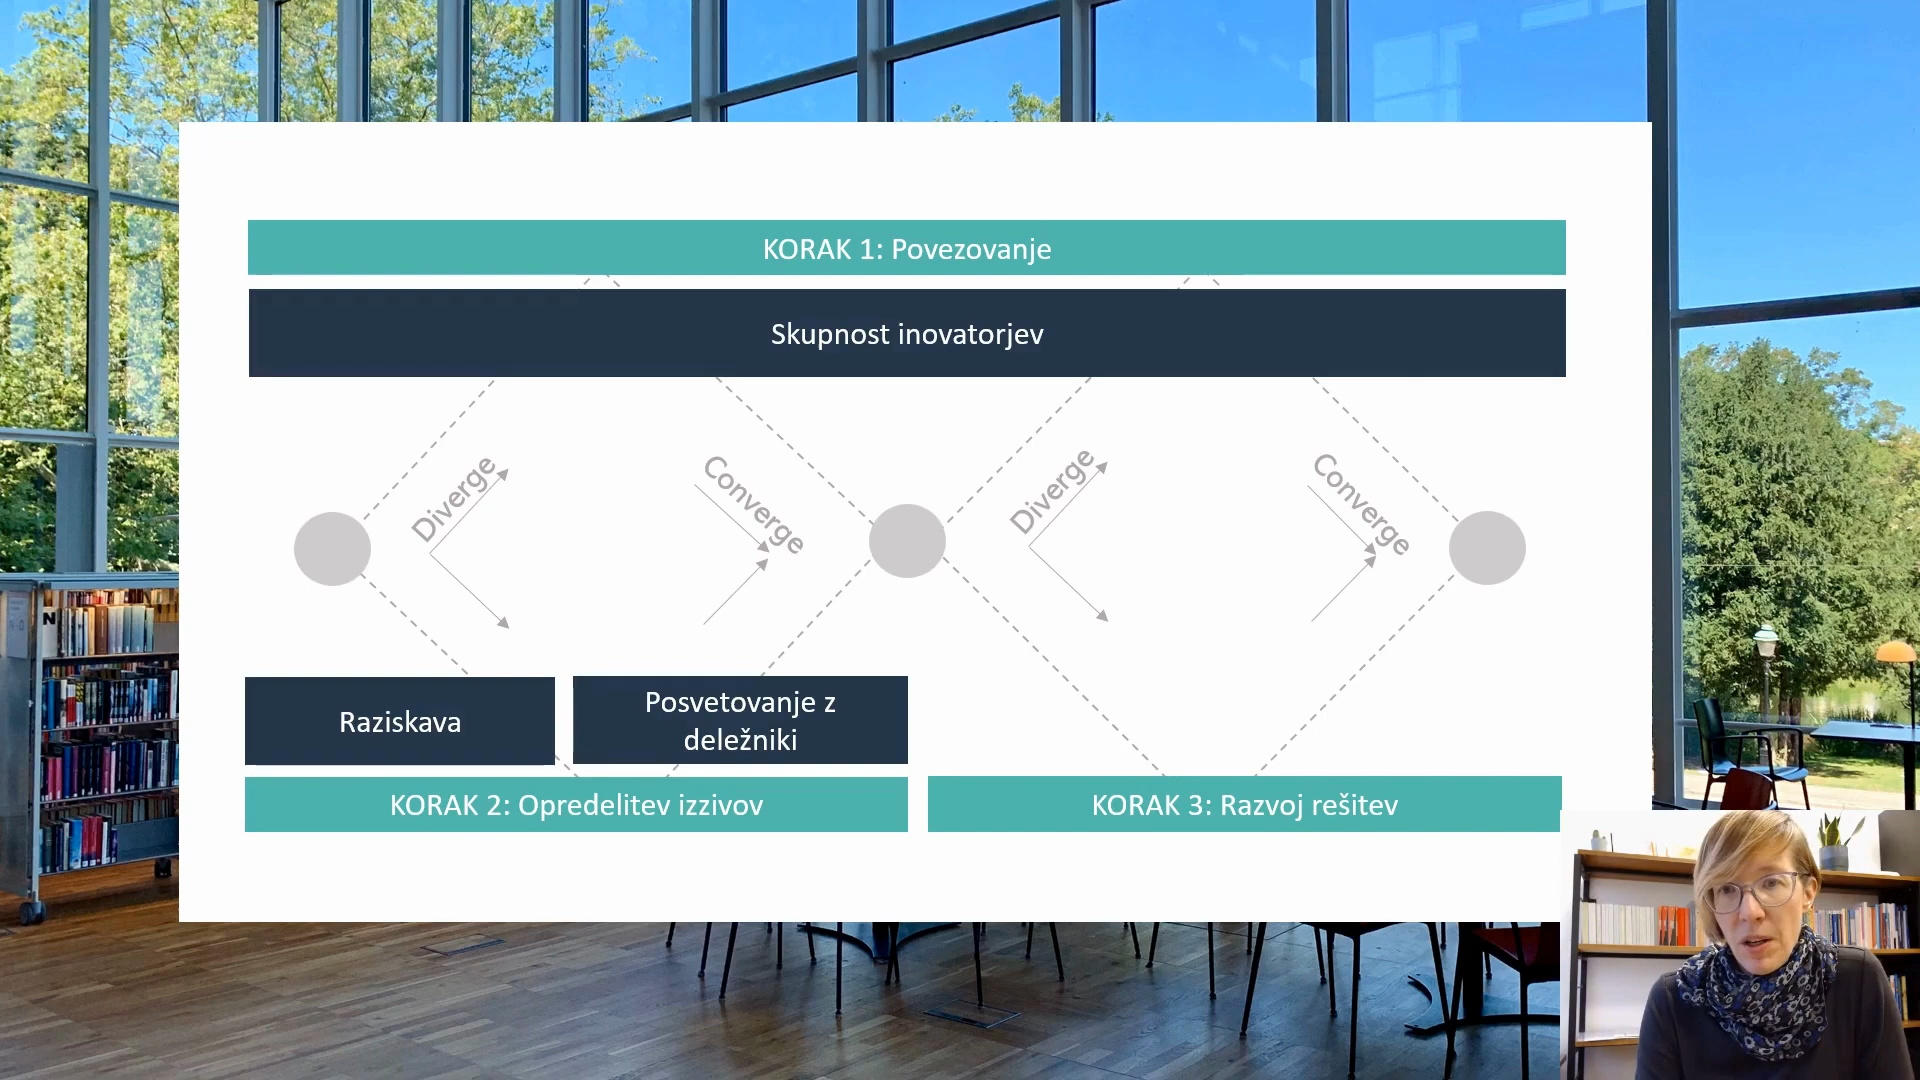 KORAK 1: Povezovanje
Skupnost inovatorjev
Diverge
Converge
Diverge
Converge
Raziskava
Posvetovanje z
deležniki
KORAK 2: Opredelitev izzivov
KORAK 3: Razvoj rešitev
N